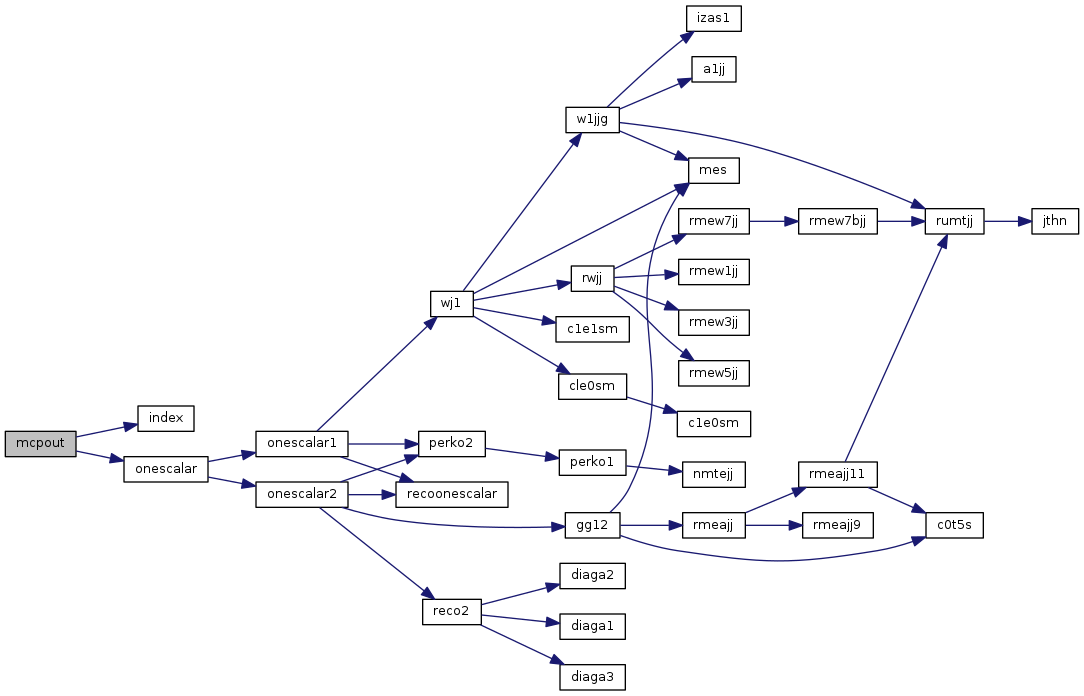 izas1
a1jj
w1jjg
mes
rmew7jj
rmew7bjj
rumtjj
jthn
rwjj
rmew1jj
wj1
rmew3jj
c1e1sm
rmew5jj
cle0sm
c1e0sm
index
mcpout
onescalar1
perko2
onescalar
perko1
nmtejj
rmeajj11
onescalar2
recoonescalar
gg12
rmeajj
rmeajj9
c0t5s
diaga2
reco2
diaga1
diaga3